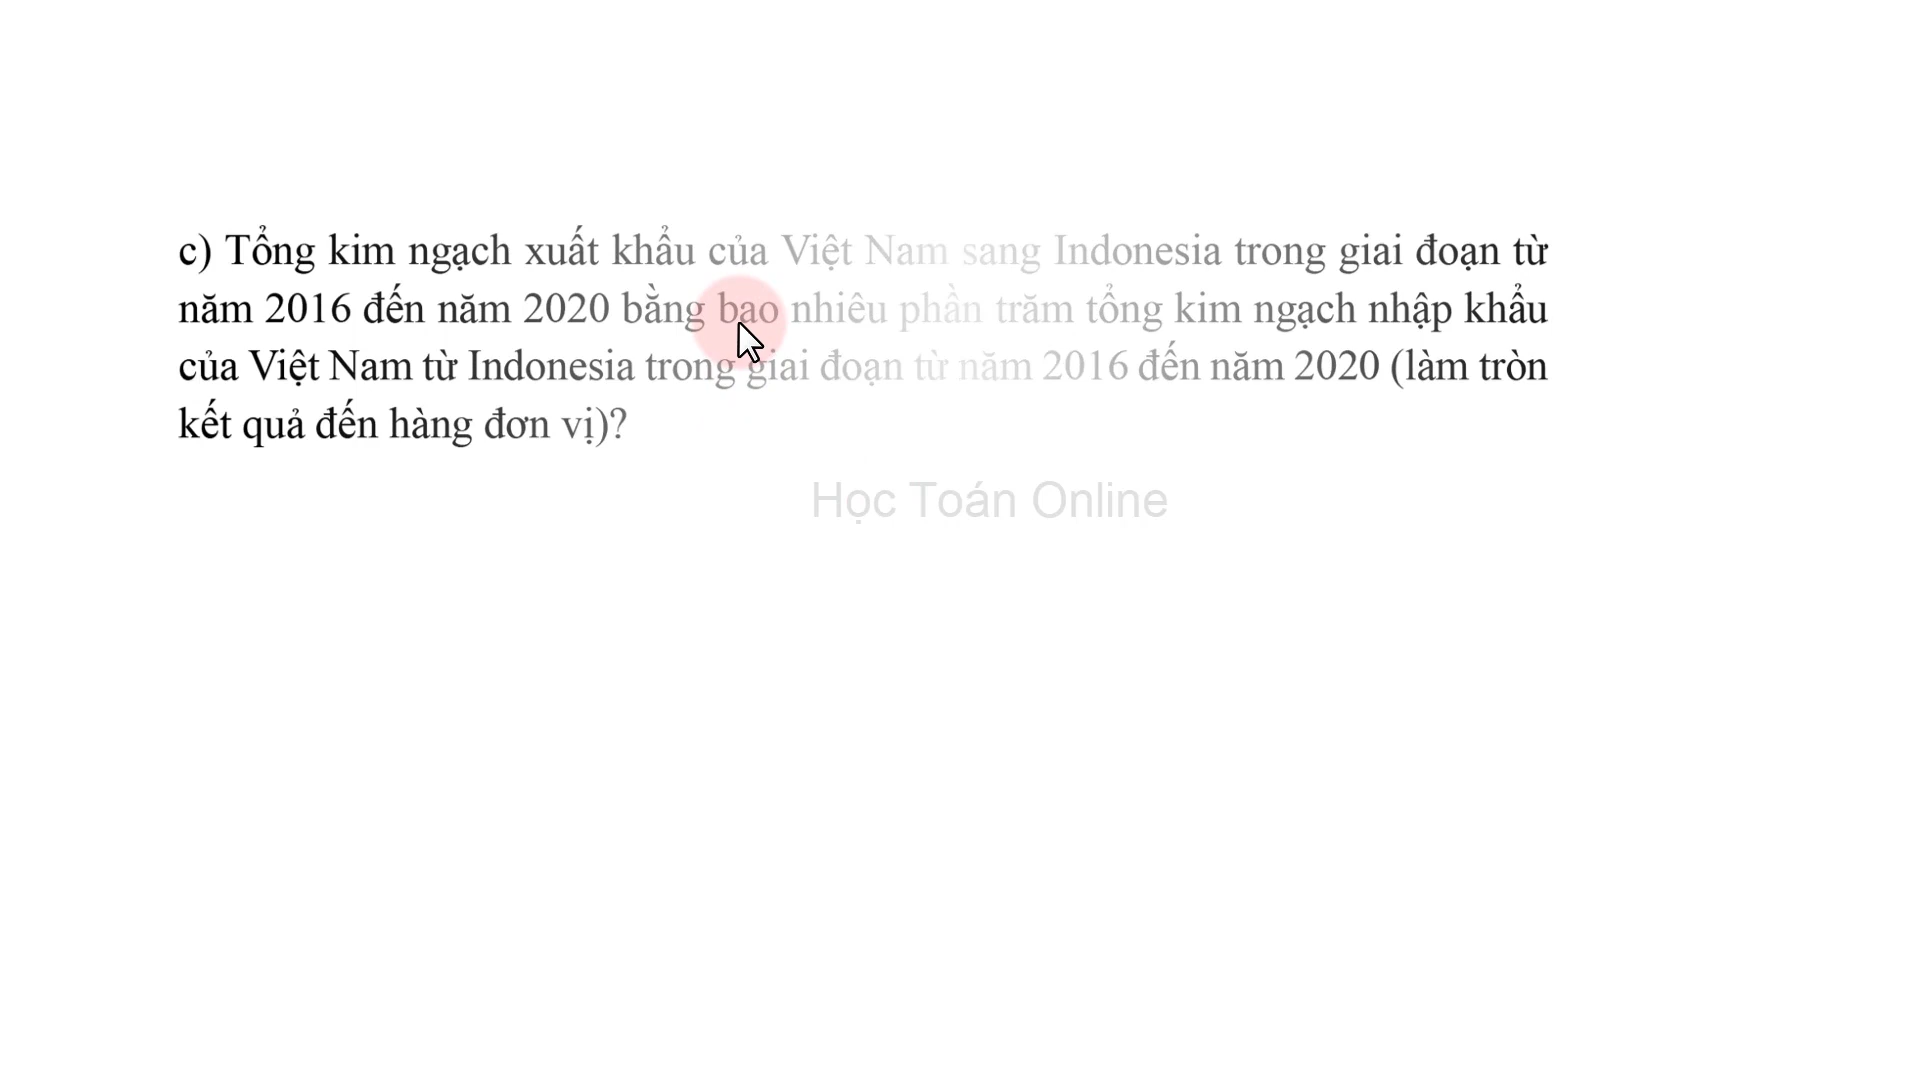 c) Tổng kim ngạch xuất khẩu của Việt Nam sang Indonesia trong giai đoạn từ
năm 2016 đến năm 2020 bằng bao nhiêu phần trăm tổng kim ngạch nhập khẩu
của Việt Nam từ Indonesia trong giai đoạn từ năm 2016 đến năm 2020 (làm tròn
kết quả đến hàng đơn vị)?
Học Toán Online